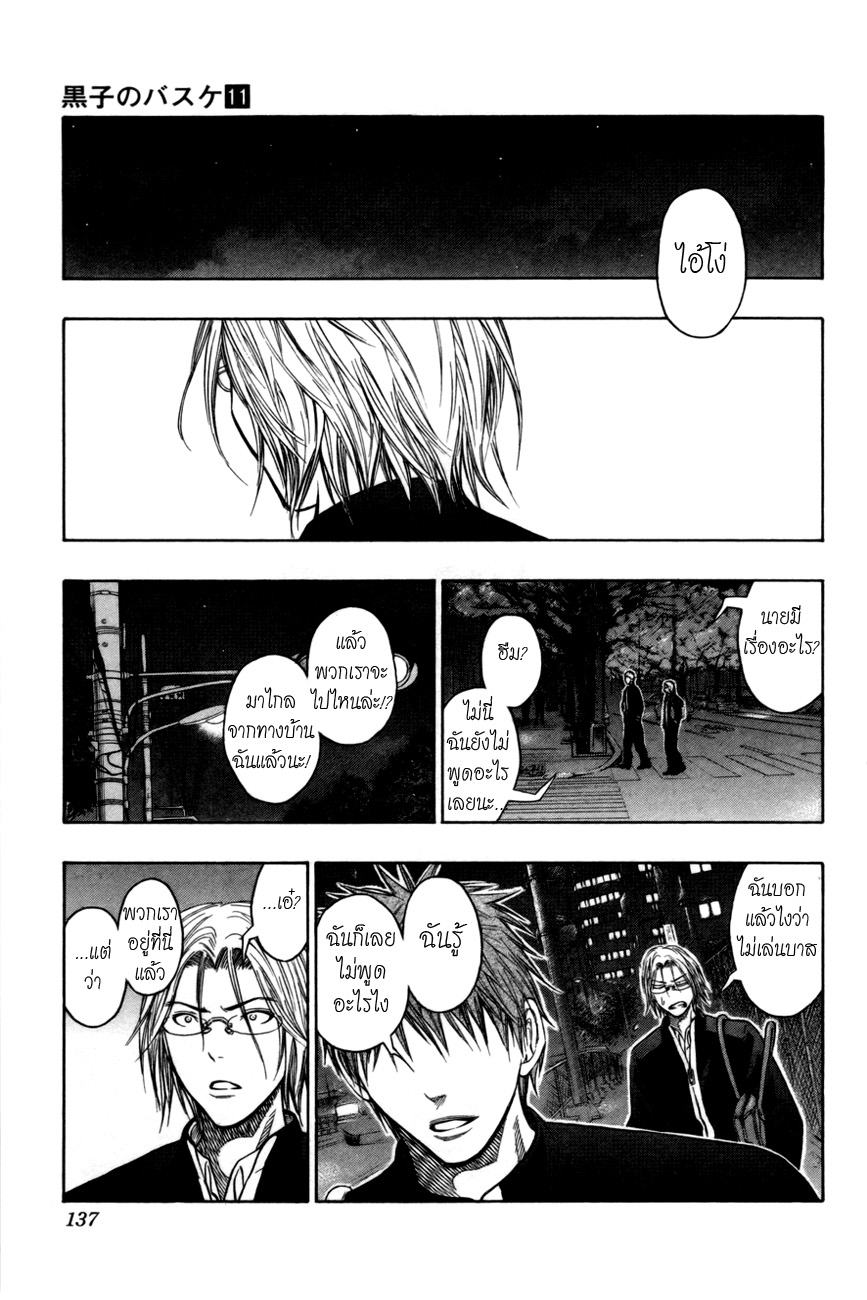 黒子のバスケ11
ไอ้โง่
นายมี
เรื่องอะไร?
ฮึม?
ไม่นี่
ฉันยังไม่
พูดอะไร
เลยนะ...
แล้ว
พวกเราจะ
ไปไหนล่ะ!?
มาไกล
จากทางบ้าน
ฉันแล้วนะ!
ฉันบอก
แล้วไงว่า
ไม่เล่นบาส
ฉันรู้
ฉันก็เลย
ไม่พูด
อะไรไง
...เอ๋?
พวกเรา
อยู่ที่นี่
แล้ว
...แต่
ว่า
137